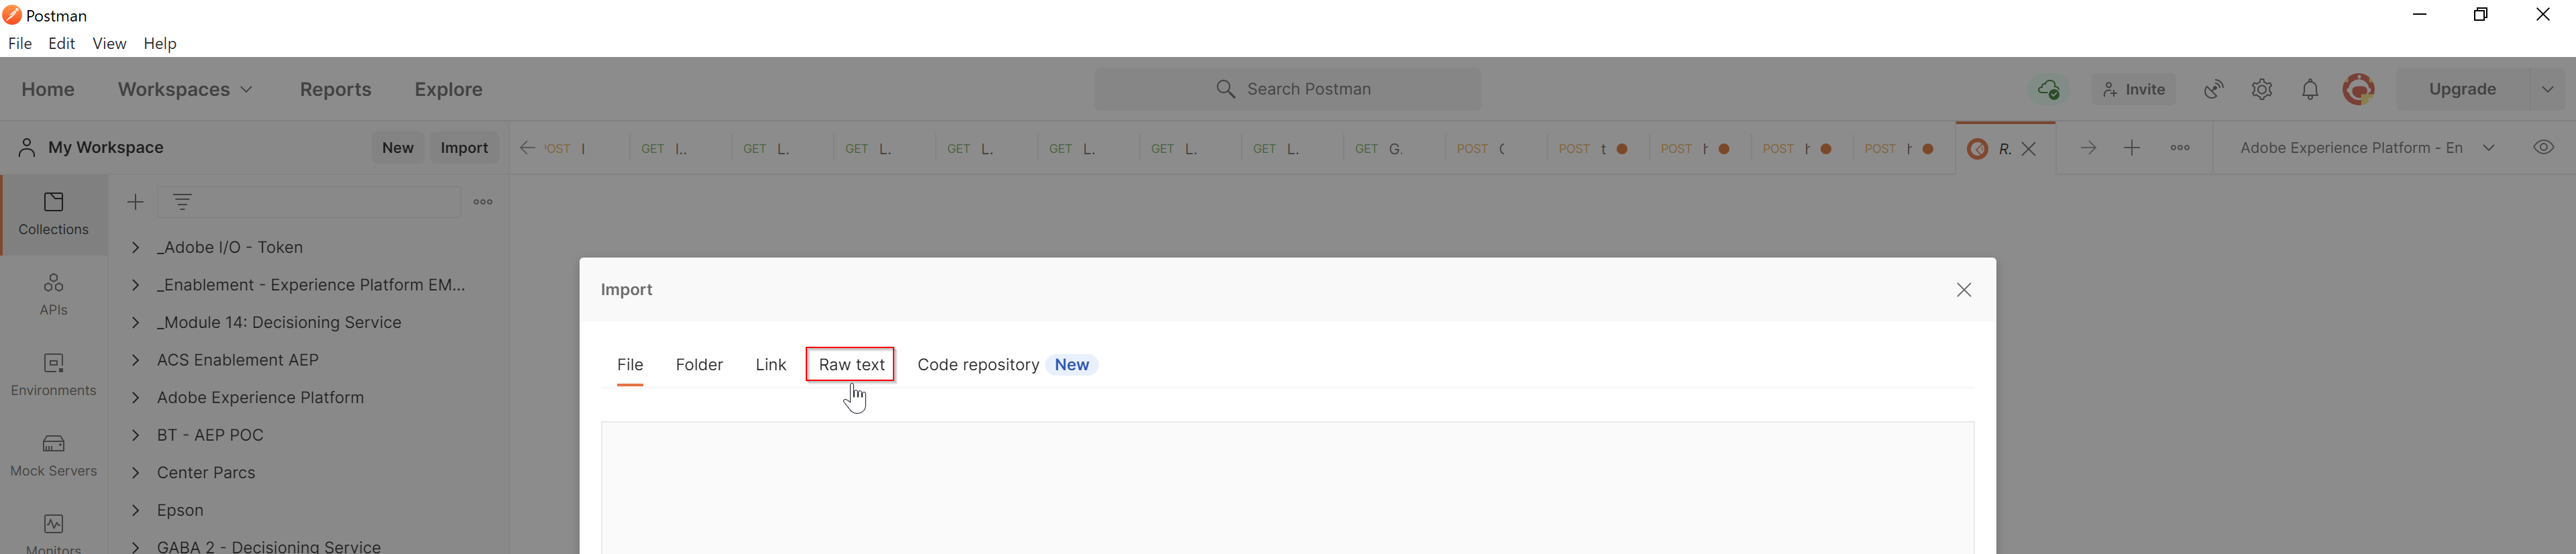 Postman
File Edit View Help
Home Workspaces Reports Explore Search Postman Invite Upgrade
My Workspace New Import POST GET I.. GET L. GET L. GET L. GET L. GET L. GET L. GET G. POST POST t POST POST POST R. Adobe Experience Platform - En
Collections
_Adobe I/O - Token
_Enablement - Experience Platform EM...
Import
APIs
_Module 14: Decisioning Service
ACS Enablement AEP
File Folder Link Raw text Code repository New
Environments
Adobe Experience Platform
BT - AEP POC
Mock Servers
Center Parcs
Epson
Monitors
GABA 2 - Decisioning Service